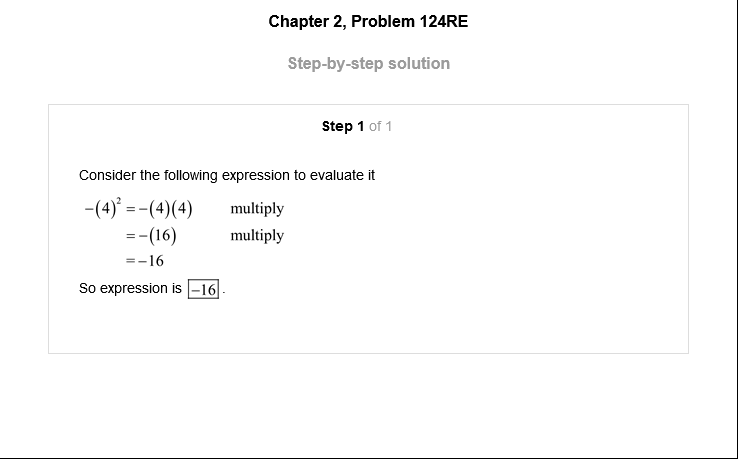 Chapter 2, Problem 124RE
Step-by-step solution
Step 1 of 1
Consider the following expression to evaluate it
−(4)² = −(4)(4) multiply
= −(16) multiply
= −16
So expression is −16 .